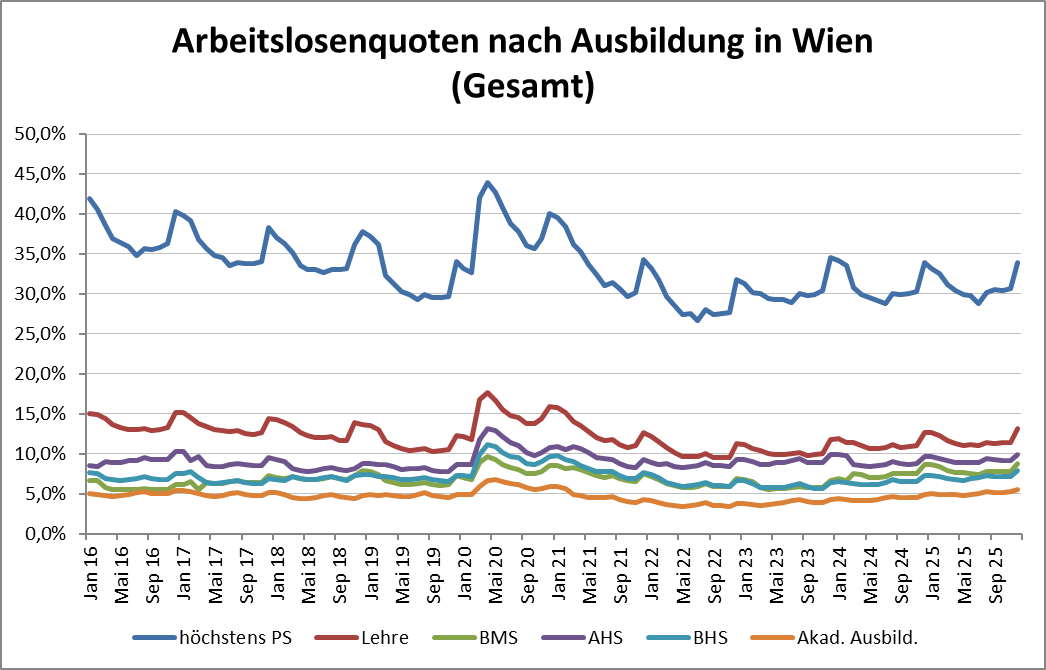 Arbeitslosenquoten nach Ausbildung in Wien
(Gesamt)
50,0%
45,0%
40,0%
35,0%
30,0%
25,0%
20,0%
15,0%
10,0%
5,0%
0,0%
Jan 16
Mai 16
Sep 16
Jan 17
Mai 17
Sep 17
Jan 18
Mai 18
Sep 18
Jan 19
Mai 19
Sep 19
Jan 20
Mai 20
Sep 20
Jan 21
Mai 21
Sep 21
Jan 22
Mai 22
Sep 22
Jan 23
Mai 23
Sep 23
Jan 24
Mai 24
Sep 24
Jan 25
Mai 25
Sep 25
höchstens PS Lehre BMS AHS BHS Akad. Ausbild.